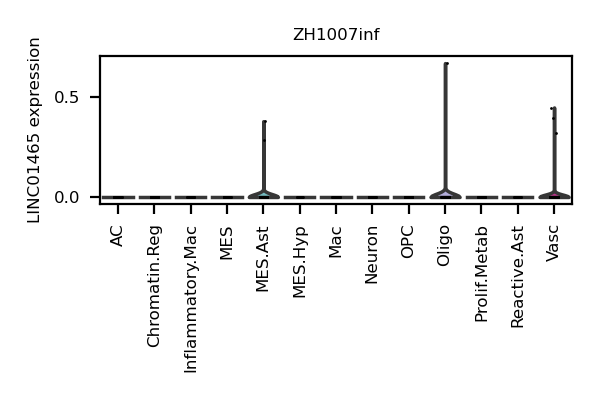 ZH1007inf
LINC01465 expression
0.5
0.0
AC
Chromatin.Reg
Inflammatory.Mac
MES
MES.Ast
MES.Hyp
Mac
Neuron
OPC
Oligo
Prolif.Metab
Reactive.Ast
Vasc